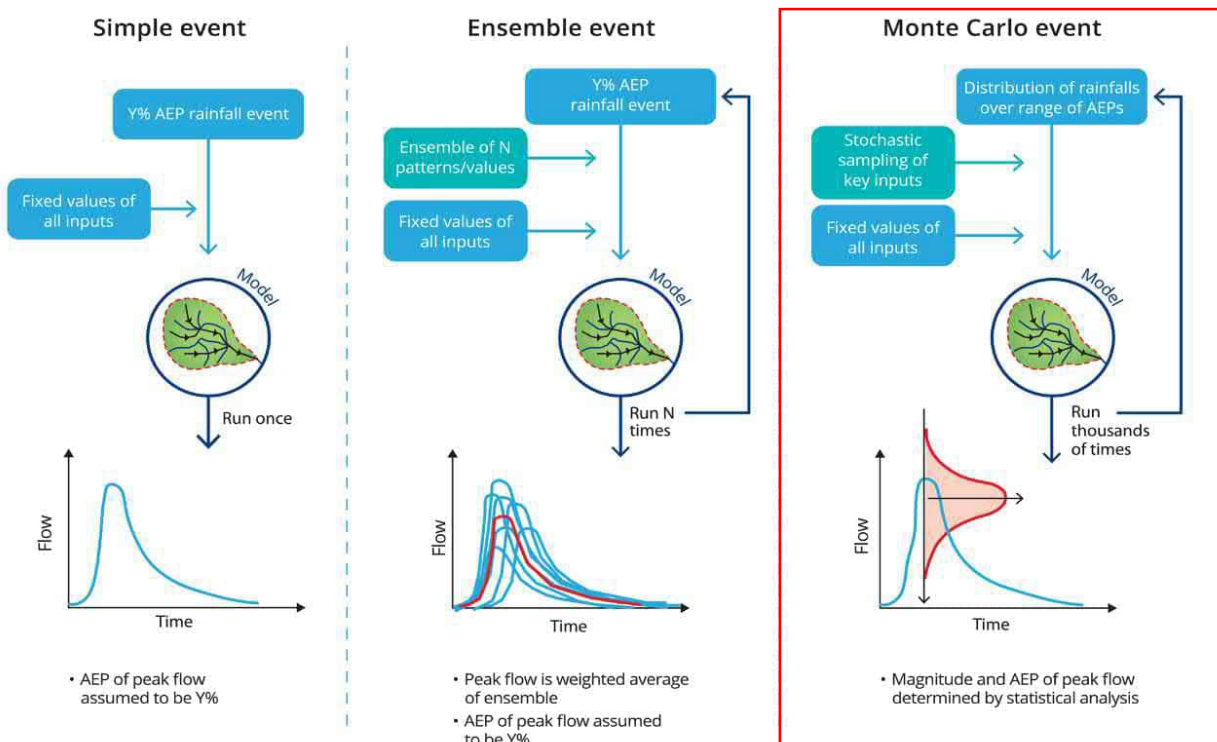 Simple event
Y% AEP rainfall event
Fixed values of
all inputs
Model
Run once
Flow
Time
• AEP of peak flow
assumed to be Y%
Ensemble event
Y% AEP
rainfall event
Ensemble of N
patterns/values
Fixed values of
all inputs
Model
Run N
times
Flow
Time
• Peak flow is weighted average
of ensemble
• AEP of peak flow assumed
to be Y%
Monte Carlo event
Distribution of rainfalls
over range of AEPs
Stochastic
sampling of
key inputs
Fixed values of
all inputs
Model
Run
thousands
of times
Flow
Time
• Magnitude and AEP of peak flow
determined by statistical analysis